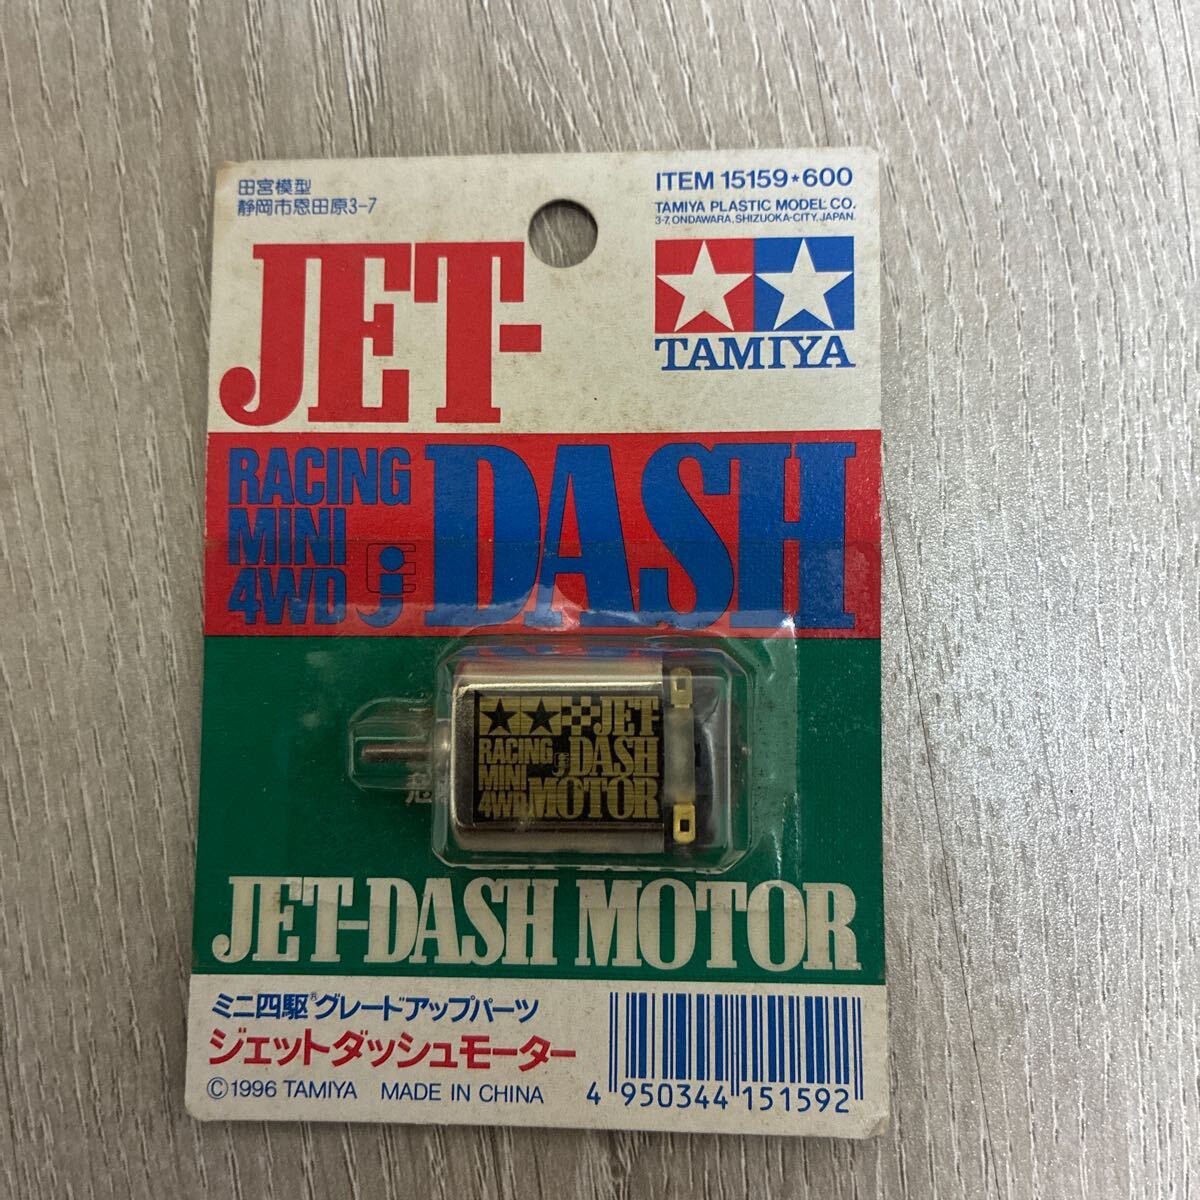 田宮模型
静岡市恩田原3-7
ITEM 15159★600
TAMIYA PLASTIC MODEL CO.
3-7, ONDAWARA, SHIZUOKA-CITY, JAPAN.
TAMIYA
JET-
DASH
RACING
MINI
4WD
JET-
DASH
MOTOR
RACING
MINI
4WD
JET-DASH MOTOR
ミニ四駆®グレードアップパーツ
ジェットダッシュモーター
©1996 TAMIYA MADE IN CHINA
4 950344 151592